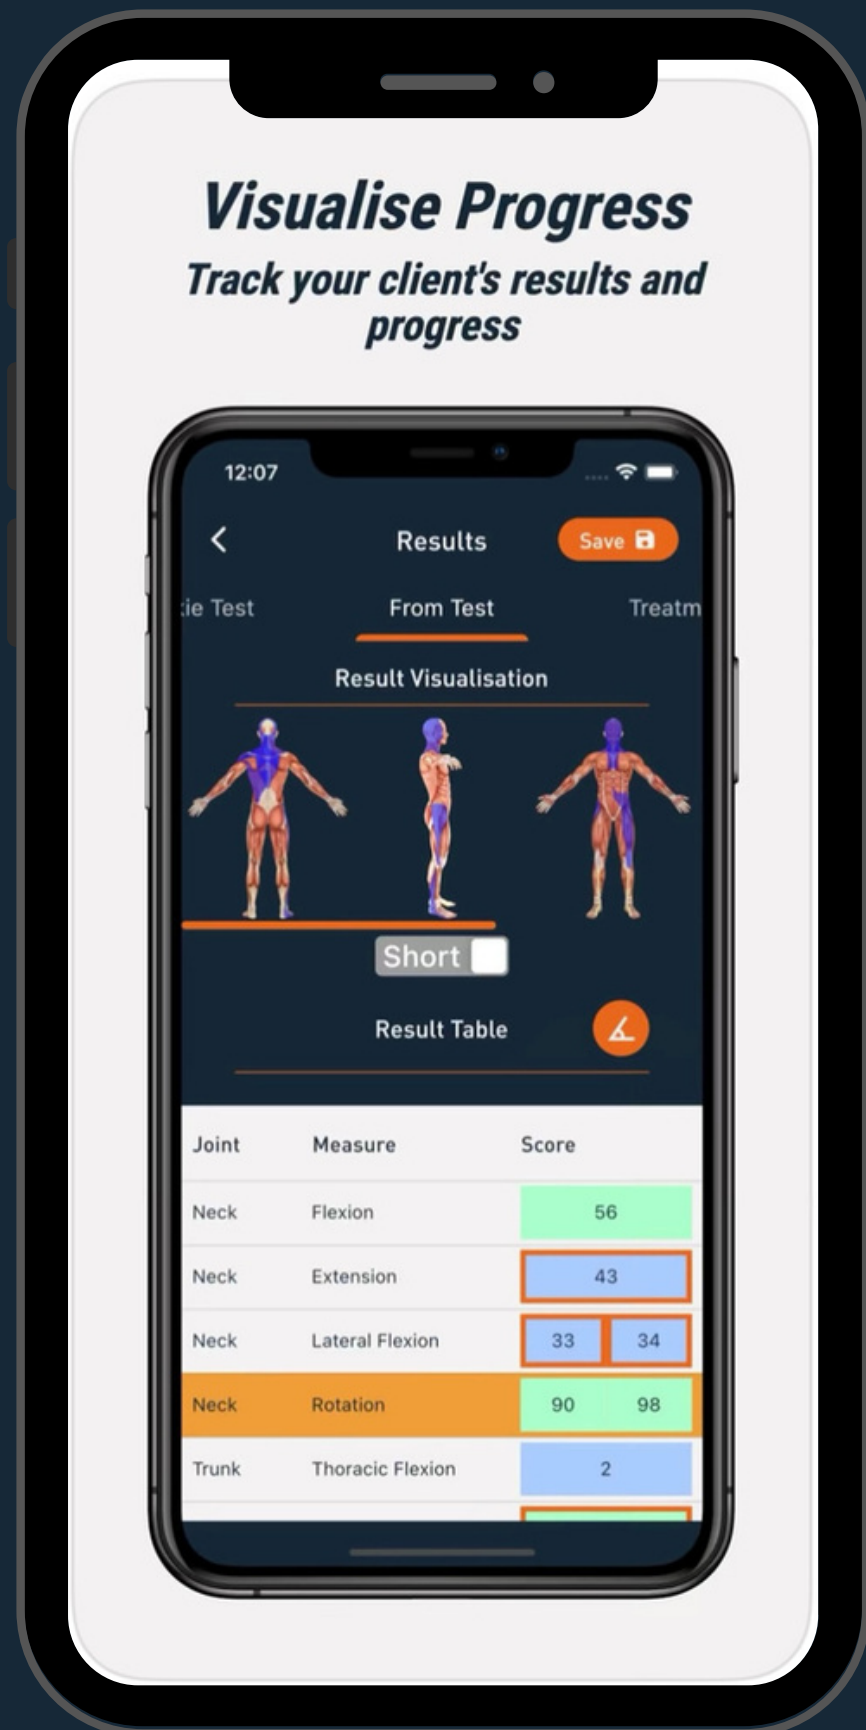 Visualise Progress
Track your client's results and
progress
12:07
Results
Save
ie Test
From Test
Treatm
Result Visualisation
Short
Result Table
Joint Measure Score
Neck Flexion 56
Neck Extension 43
Neck Lateral Flexion 33 34
Neck Rotation 90 98
Trunk Thoracic Flexion 2